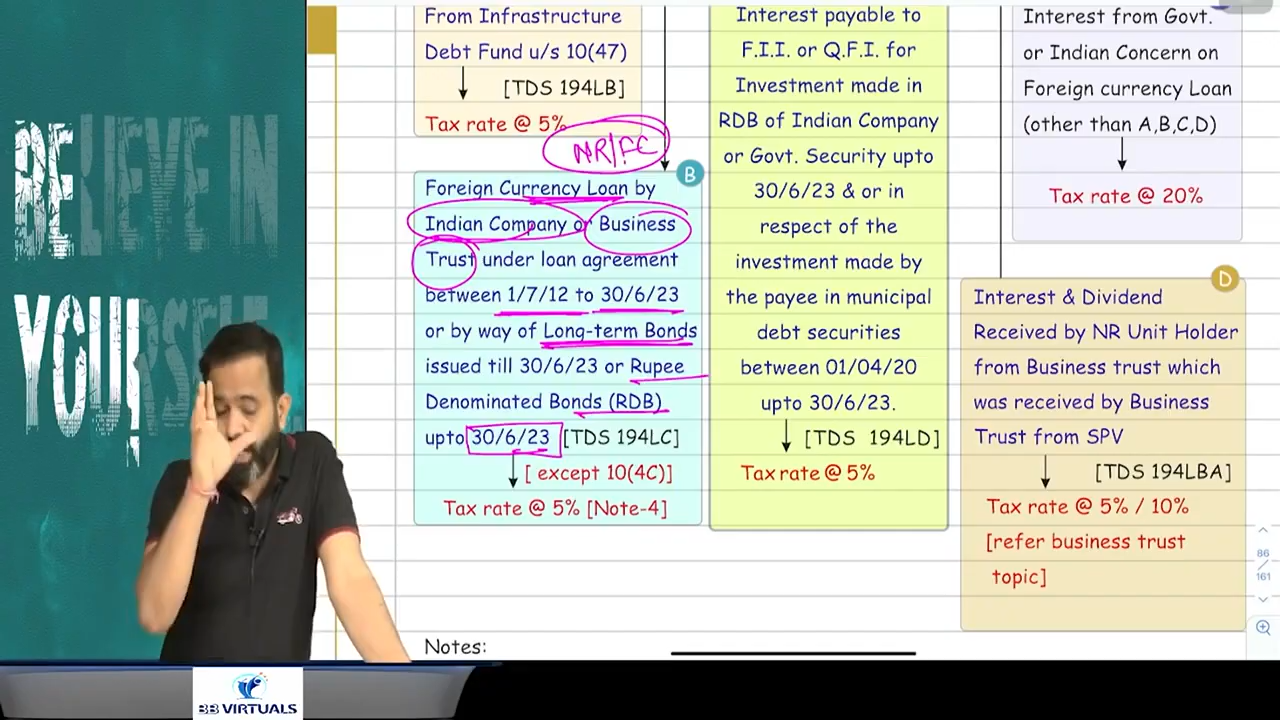 BELIEVE IN
YOURSELF
From Infrastructure
Debt Fund u/s 10(47)
[TDS 194LB]
Tax rate @ 5%
NR/FC
B
Foreign Currency Loan by
Indian Company or Business
Trust under loan agreement
between 1/7/12 to 30/6/23
or by way of Long-term Bonds
issued till 30/6/23 or Rupee
Denominated Bonds (RDB)
upto 30/6/23 [TDS 194LC]
[ except 10(4C)]
Tax rate @ 5% [Note-4]
Interest payable to
F.I.I. or Q.F.I. for
Investment made in
RDB of Indian Company
or Govt. Security upto
30/6/23 & or in
respect of the
investment made by
the payee in municipal
debt securities
between 01/04/20
upto 30/6/23.
[TDS 194LD]
Tax rate @ 5%
Interest from Govt.
or Indian Concern on
Foreign currency Loan
(other than A,B,C,D)
Tax rate @ 20%
D
Interest & Dividend
Received by NR Unit Holder
from Business trust which
was received by Business
Trust from SPV
[TDS 194LBA]
Tax rate @ 5% / 10%
[refer business trust
topic]
86
161
Notes:
BB VIRTUALS